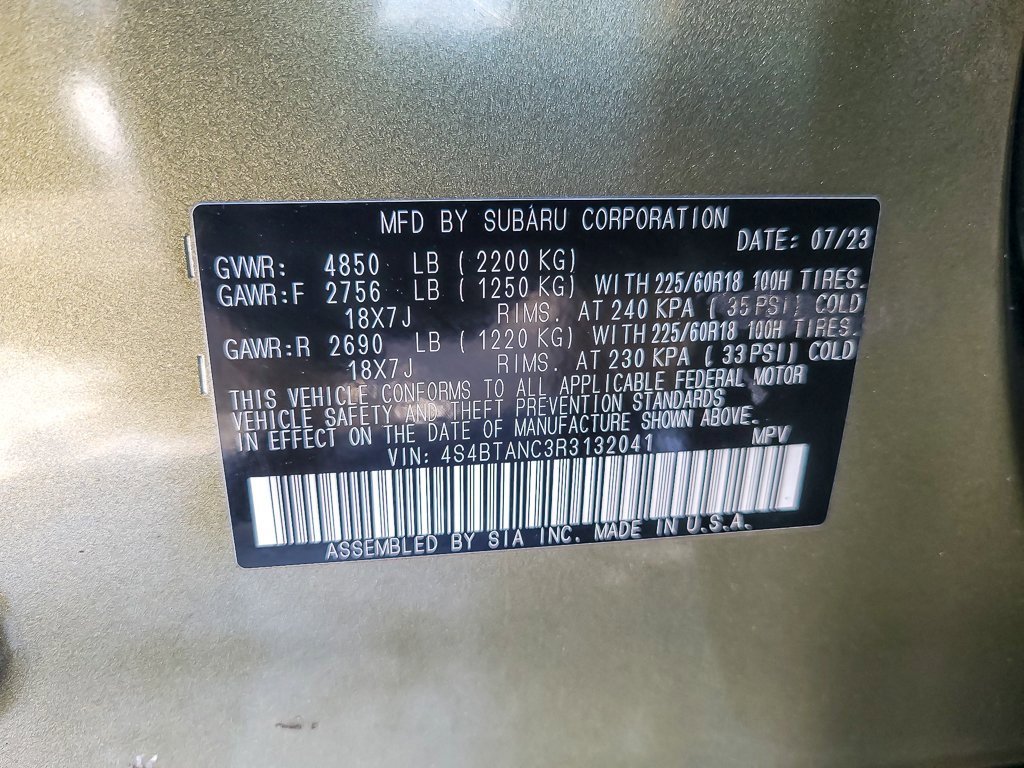 MFD BY SUBARU CORPORATION
DATE: 07/23
GVWR: 4850 LB ( 2200 KG)
GAWR:F 2756 LB ( 1250 KG) WITH 225/60R18 100H TIRES.
18X7J RIMS. AT 240 KPA ( 35 PSI) COLD
GAWR:R 2690 LB ( 1220 KG) WITH 225/60R18 100H TIRES.
18X7J RIMS. AT 230 KPA ( 33 PSI) COLD
THIS VEHICLE CONFORMS TO ALL APPLICABLE FEDERAL MOTOR
VEHICLE SAFETY AND THEFT PREVENTION STANDARDS
IN EFFECT ON THE DATE OF MANUFACTURE SHOWN ABOVE.
VIN: 4S4BTANC3R3132041 MPV
ASSEMBLED BY SIA INC. MADE IN U.S.A.